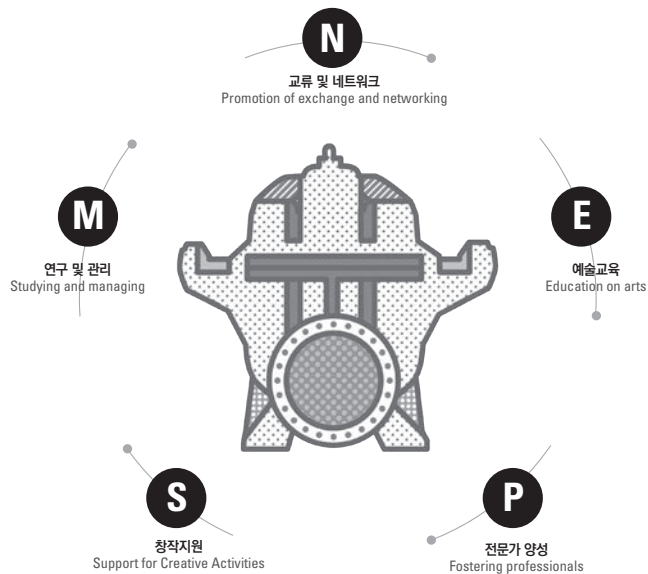 N
교류 및 네트워크
Promotion of exchange and networking
M
연구 및 관리
Studying and managing
E
예술교육
Education on arts
S
창작지원
Support for Creative Activities
P
전문가 양성
Fostering professionals